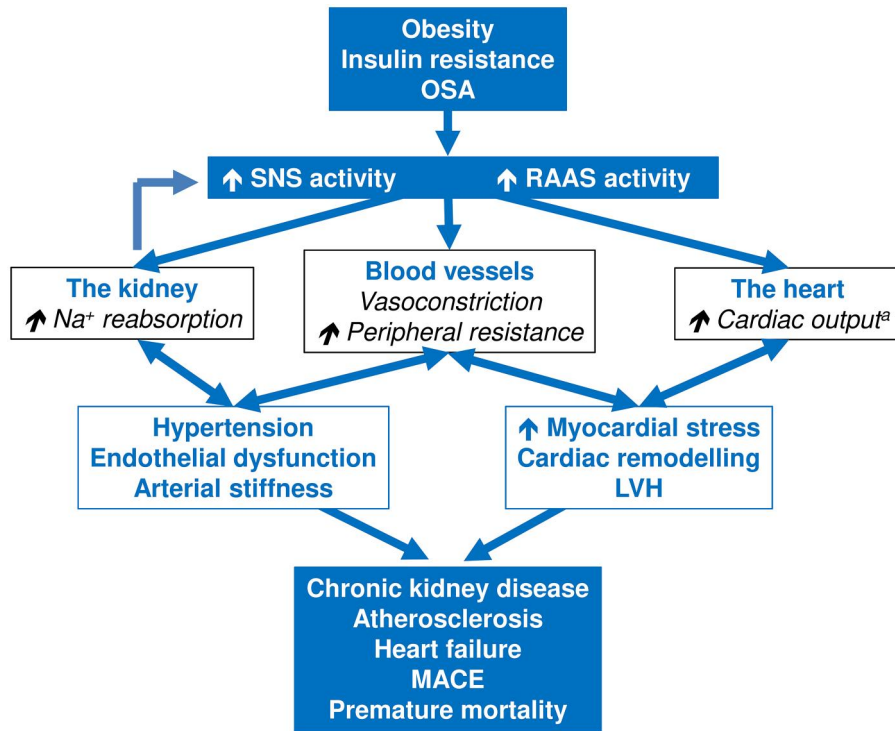 Obesity
Insulin resistance
OSA
↑ SNS activity
↑ RAAS activity
The kidney
↑ Na⁺ reabsorption
Blood vessels
Vasoconstriction
↑ Peripheral resistance
The heart
↑ Cardiac outputᵃ
Hypertension
Endothelial dysfunction
Arterial stiffness
↑ Myocardial stress
Cardiac remodelling
LVH
Chronic kidney disease
Atherosclerosis
Heart failure
MACE
Premature mortality